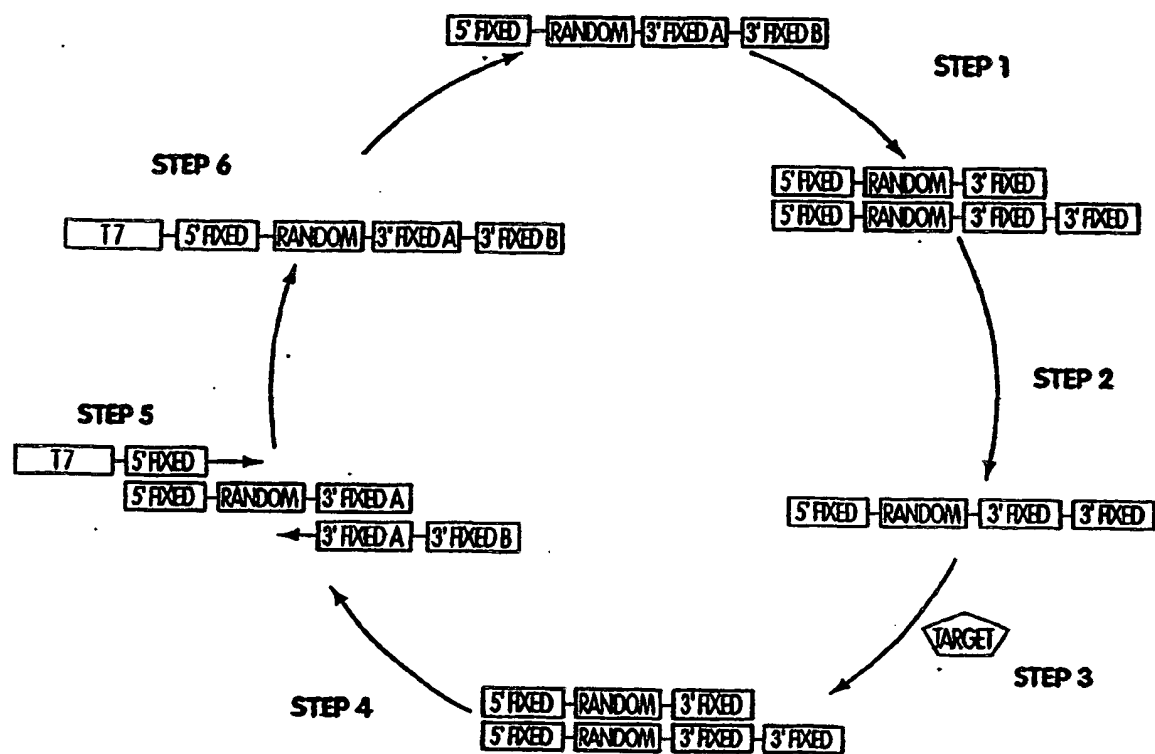 5' FIXED RANDOM 3' FIXED A 3' FIXED B
STEP 1
5' FIXED RANDOM 3' FIXED
5' FIXED RANDOM 3' FIXED 3' FIXED
STEP 2
5' FIXED RANDOM 3' FIXED 3' FIXED
TARGET
STEP 3
5' FIXED RANDOM 3' FIXED
5' FIXED RANDOM 3' FIXED 3' FIXED
STEP 4
STEP 5
T7 5' FIXED
5' FIXED RANDOM 3' FIXED A
3' FIXED A 3' FIXED B
STEP 6
T7 5' FIXED RANDOM 3" FIXED A 3' FIXED B